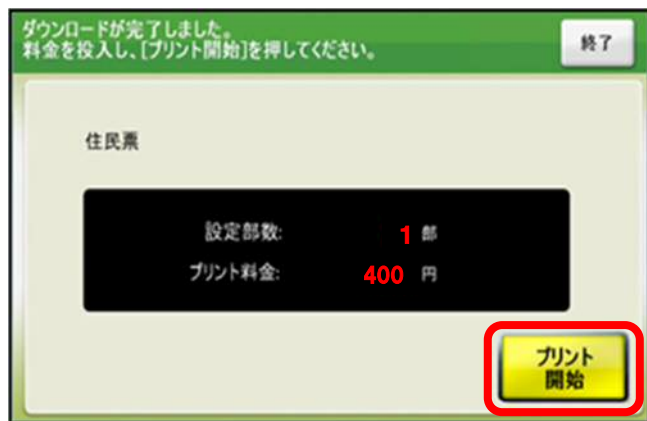 ダウンロードが完了しました。
料金を投入し、[プリント開始]を押してください。
終了
住民票
設定部数: 1 部
プリント料金: 400 円
プリント
開始